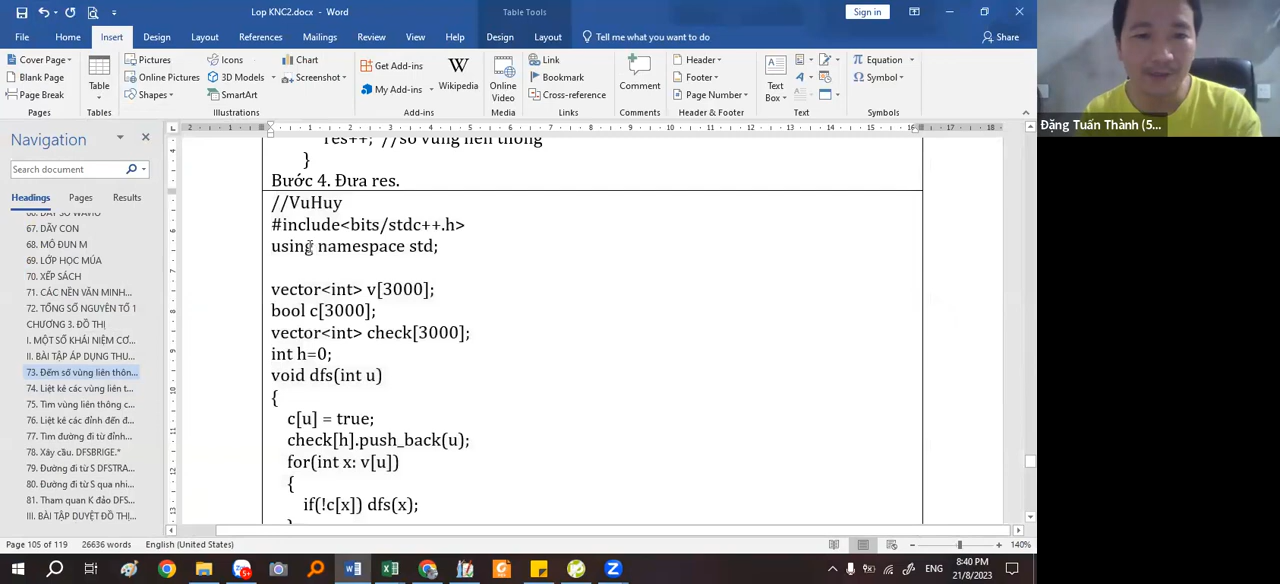 Lop KNC2.docx - Word
Table Tools
Sign in
File
Home
Insert
Design
Layout
References
Mailings
Review
View
Help
Design
Layout
Tell me what you want to do
Share
Cover Page
Blank Page
Page Break
Pages
Table
Tables
Pictures
Online Pictures
Shapes
Icons
3D Models
SmartArt
Chart
Screenshot
Illustrations
Get Add-ins
My Add-ins
Wikipedia
Add-ins
Online
Video
Media
Link
Bookmark
Cross-reference
Links
Comment
Comments
Header
Footer
Page Number
Header & Footer
Text
Box
Text
Equation
Symbol
Symbols
Đặng Tuấn Thành (5...
Navigation
Search document
Headings
Pages
Results
66. DÃY SỐ WAVIO
67. DÃY CON
68. MÔ ĐUN M
69. LỚP HỌC MÚA
70. XẾP SÁCH
71. CÁC NỀN VĂN MINH...
72. TỔNG SỐ NGUYÊN TỐ 1
CHƯƠNG 3. ĐỒ THỊ
I. MỘT SỐ KHÁI NIỆM CƠ...
II. BÀI TẬP ÁP DỤNG THU...
73. Đếm số vùng liên thôn...
74. Liệt kê các vùng liên t...
75. Tìm vùng liên thông c...
76. Liệt kê các đỉnh đến đ...
77. Tìm đường đi từ đỉnh...
78. Xây cầu. DFSBRIGE.*
79. Đường đi từ S DFSTRA...
80. Đường đi từ S qua nhi...
81. Tham quan K đảo DFS...
III. BÀI TẬP DUYỆT ĐỒ THỊ...
res++; //số vùng liên thông
}
Bước 4. Đưa res.
//VuHuy
#include<bits/stdc++.h>
using namespace std;
vector<int> v[3000];
bool c[3000];
vector<int> check[3000];
int h=0;
void dfs(int u)
{
c[u] = true;
check[h].push_back(u);
for(int x: v[u])
{
if(!c[x]) dfs(x);
}
Page 105 of 119
26636 words
English (United States)
140%
ENG
8:40 PM
21/8/2023